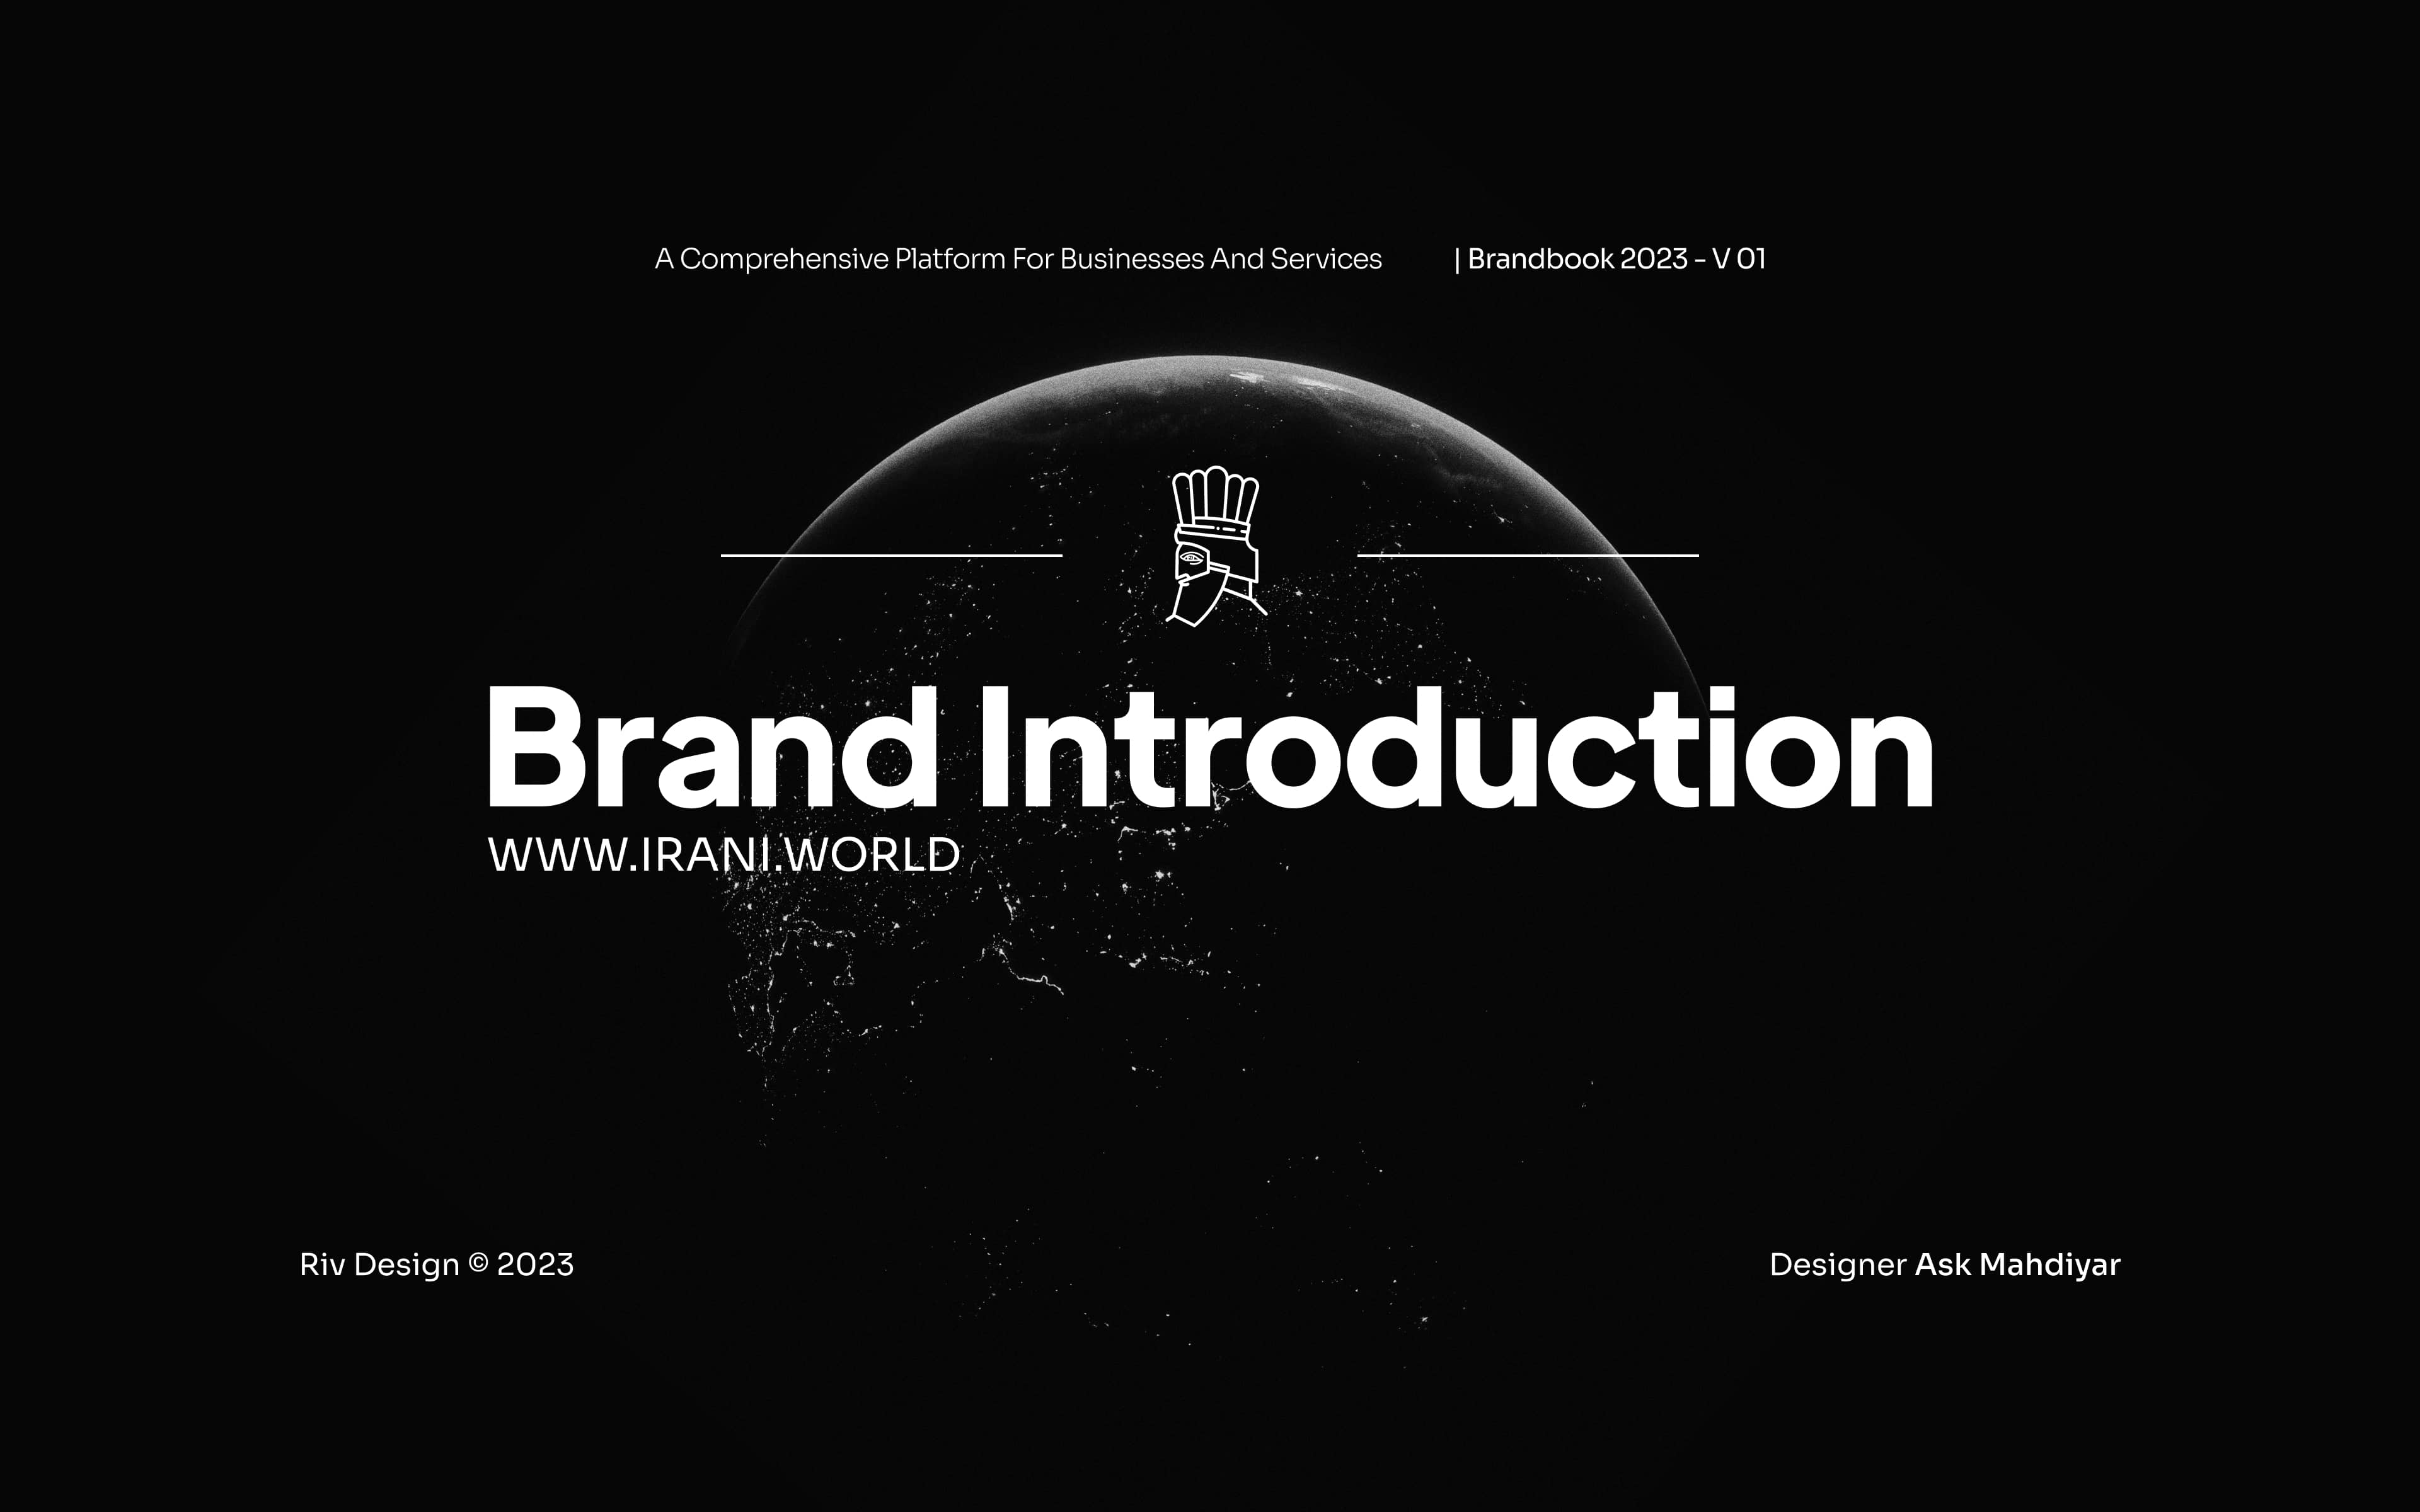 A Comprehensive Platform For Businesses And Services | Brandbook 2023 - V 01
Brand Introduction
WWW.IRANI.WORLD
Riv Design © 2023
Designer Ask Mahdiyar